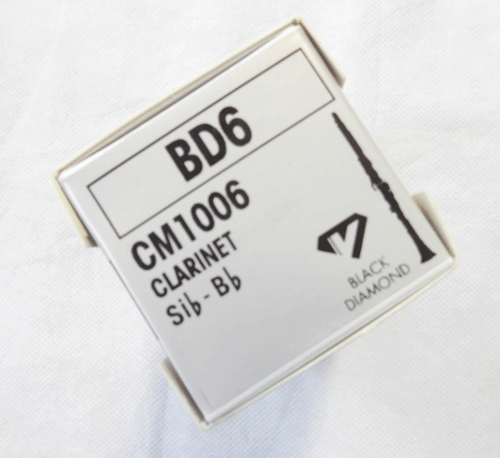 BD6
CM1006
CLARINET
Si♭ - B♭
BLACK
DIAMOND